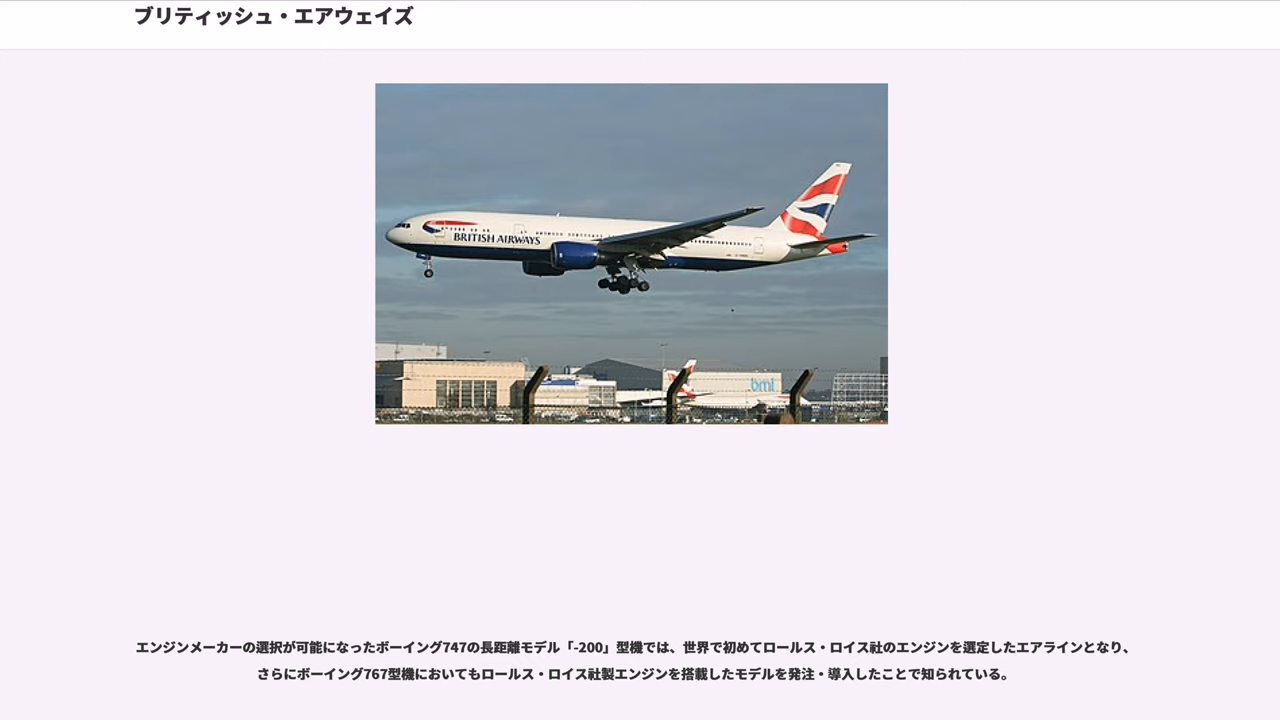 ブリティッシュ・エアウェイズ
BRITISH AIRWAYS
bmi
エンジンメーカーの選択が可能になったボーイング747の長距離モデル「-200」型機では、世界で初めてロールス・ロイス社のエンジンを選定したエアラインとなり、
さらにボーイング767型機においてもロールス・ロイス社製エンジンを搭載したモデルを発注・導入したことで知られている。